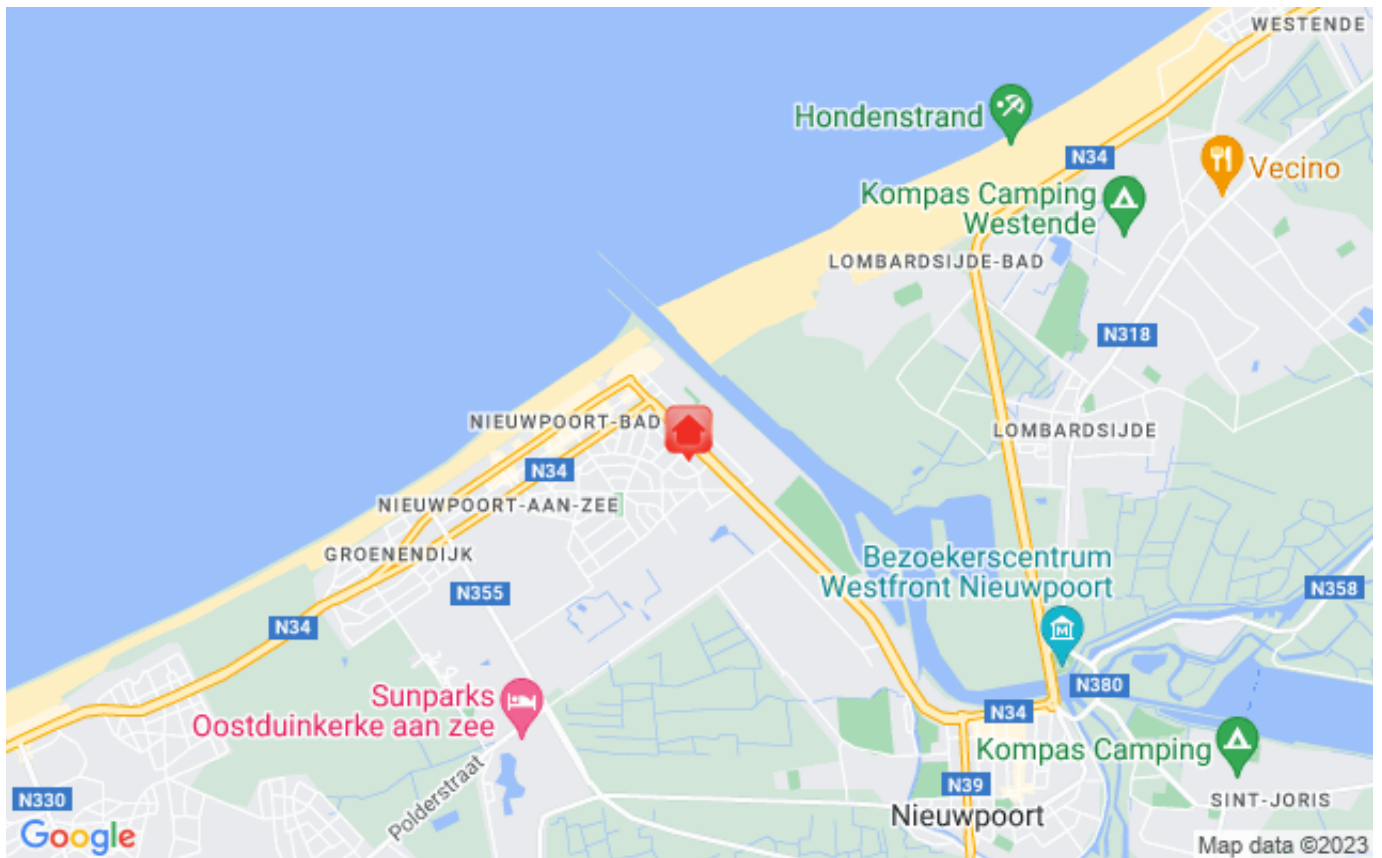 WESTENDE
Hondenstrand
N34
Vecino
Kompas Camping
Westende
LOMBARDSIJDE-BAD
N318
NIEUWPOORT-BAD
LOMBARDSIJDE
N34
NIEUWPOORT-AAN-ZEE
GROENENDIJK
Bezoekerscentrum
Westfront Nieuwpoort
N355
N358
N34
M
Sunparks
Oostduinkerke aan zee
N380
N34
Kompas Camping
Polderstraat
N39
N330
SINT-JORIS
Nieuwpoort
Google
Map data ©2023